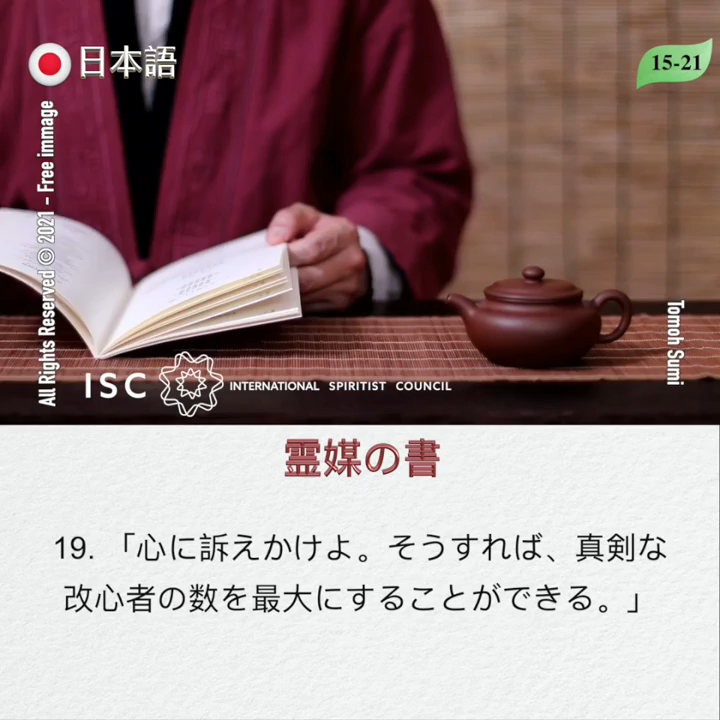 日本語
15-21
All Rights Reserved © 2021 - Free immage
Tomoh Sumi
ISC INTERNATIONAL SPIRITIST COUNCIL
霊媒の書
19. 「心に訴えかけよ。そうすれば、真剣な
改心者の数を最大にすることができる。」